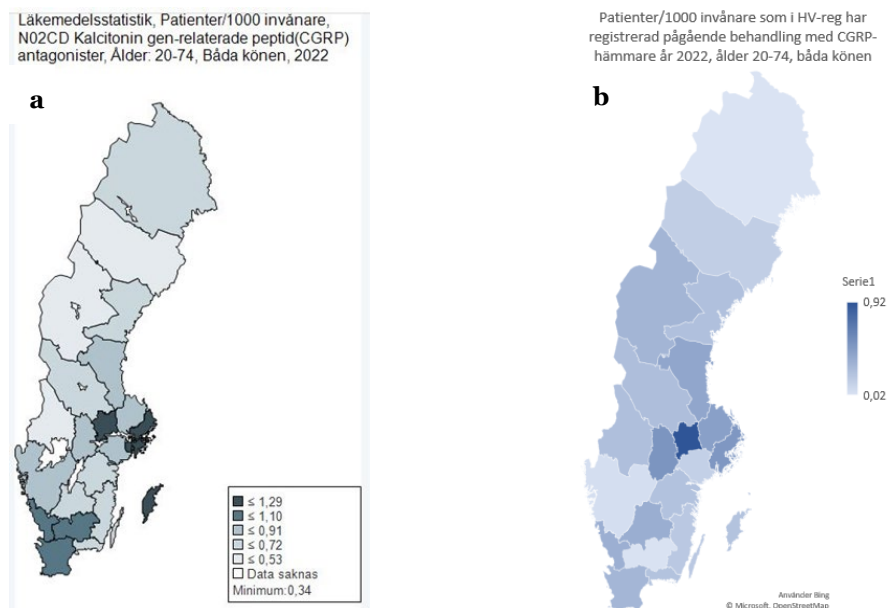 Läkemedelsstatistik, Patienter/1000 invånare,
N02CD Kalcitonin gen-relaterade peptid(CGRP)
antagonister, Ålder: 20-74, Båda könen, 2022
a
≤ 1,29
≤ 1,10
≤ 0,91
≤ 0,72
≤ 0,53
Data saknas
Minimum:0,34
Patienter/1000 invånare som i HV-reg har
registrerad pågående behandling med CGRP-
hämmare år 2022, ålder 20-74, båda könen
b
Serie1
0,92
0,02
Använder Bing
© Microsoft, OpenStreetMap